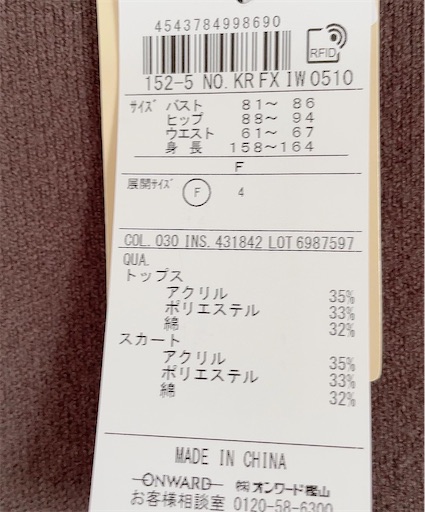 4543784998690
RFID
152-5 NO. KRFXIW0510
サイズ バスト 81〜 86
ヒップ 88〜 94
ウエスト 61〜 67
身長 158〜164
F
展開サイズ F 4
COL. 030 INS. 431842 LOT 6987597
QUA.
トップス
アクリル 35%
ポリエステル 33%
綿 32%
スカート
アクリル 35%
ポリエステル 33%
綿 32%
MADE IN CHINA
ONWARD ㈱オンワード樫山
お客様相談室 0120-58-6300